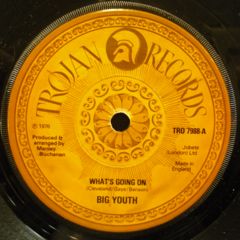 TROJAN RECORDS
℗ 1976
Produced &
arranged by
Manley
Buchanan
TRO 7988-A
Jobete
(London) Ltd
Made in
England
WHAT'S GOING ON
(Cleveland/Gaye/Benson)
BIG YOUTH